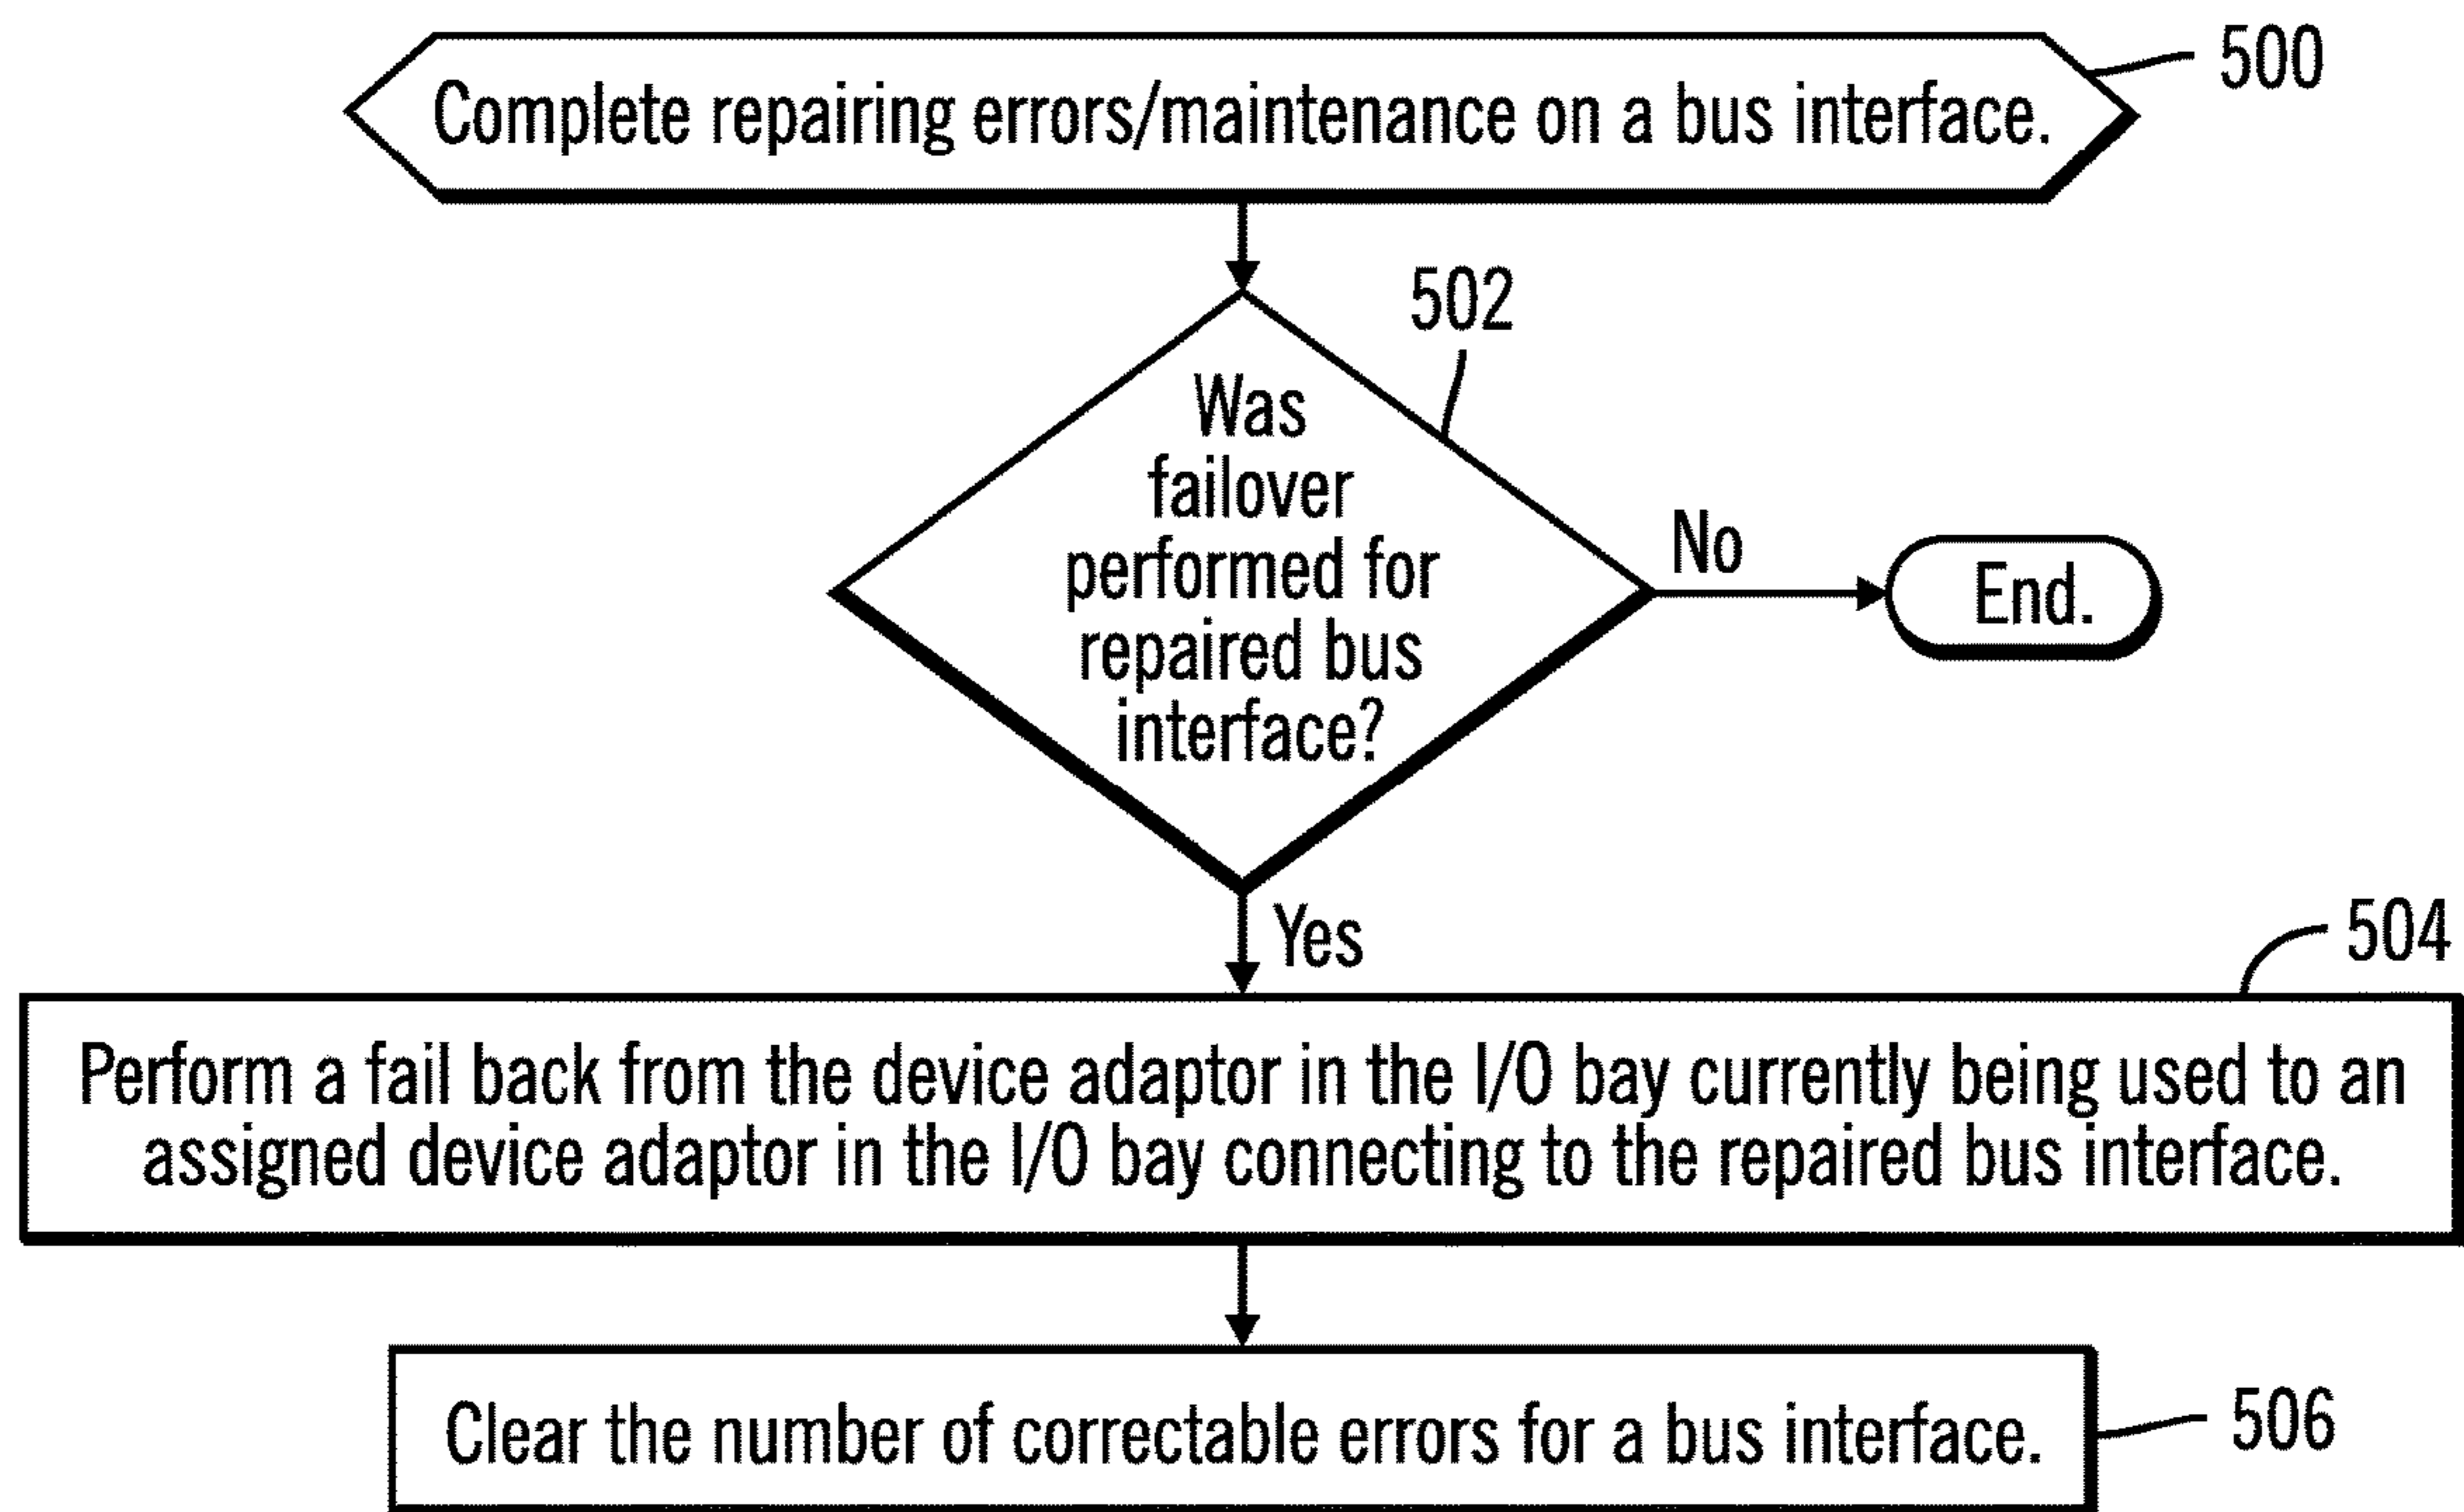 500
Complete repairing errors/maintenance on a bus interface.
502
Was
failover
performed for
repaired bus
interface?
No
End.
Yes
504
Perform a fail back from the device adaptor in the I/O bay currently being used to an
assigned device adaptor in the I/O bay connecting to the repaired bus interface.
Clear the number of correctable errors for a bus interface.
506